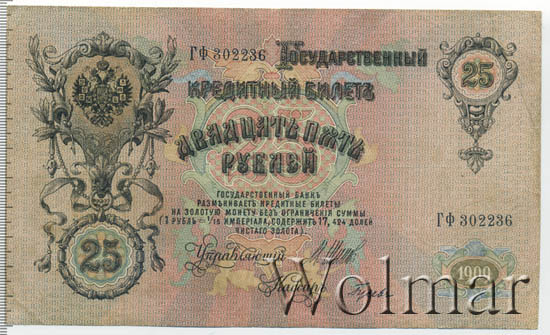 ГФ 302236
Государственный
25
Кредитный Билетъ
Двадцать пять
Рублей
Государственный банкъ
размѣниваетъ кредитные билеты
на золотую монету безъ ограниченія суммы
(1 рубль = 1/15 империала, содержитъ 17, 424 долей
чистаго золота).
ГФ 302236
25
Управляющій
Кассиръ
1909
Wolmar